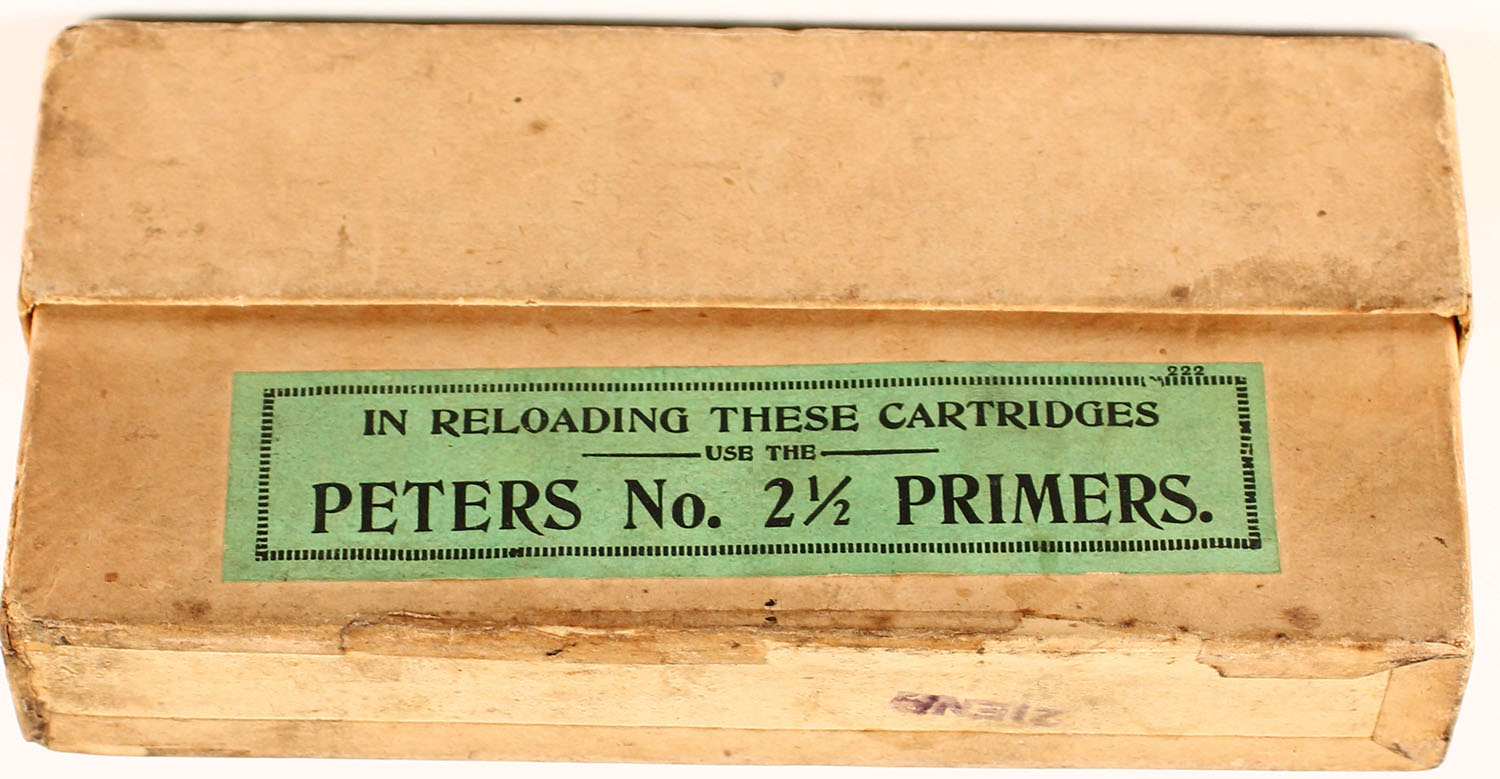 222
IN RELOADING THESE CARTRIDGES
USE THE
PETERS No. 2½ PRIMERS.